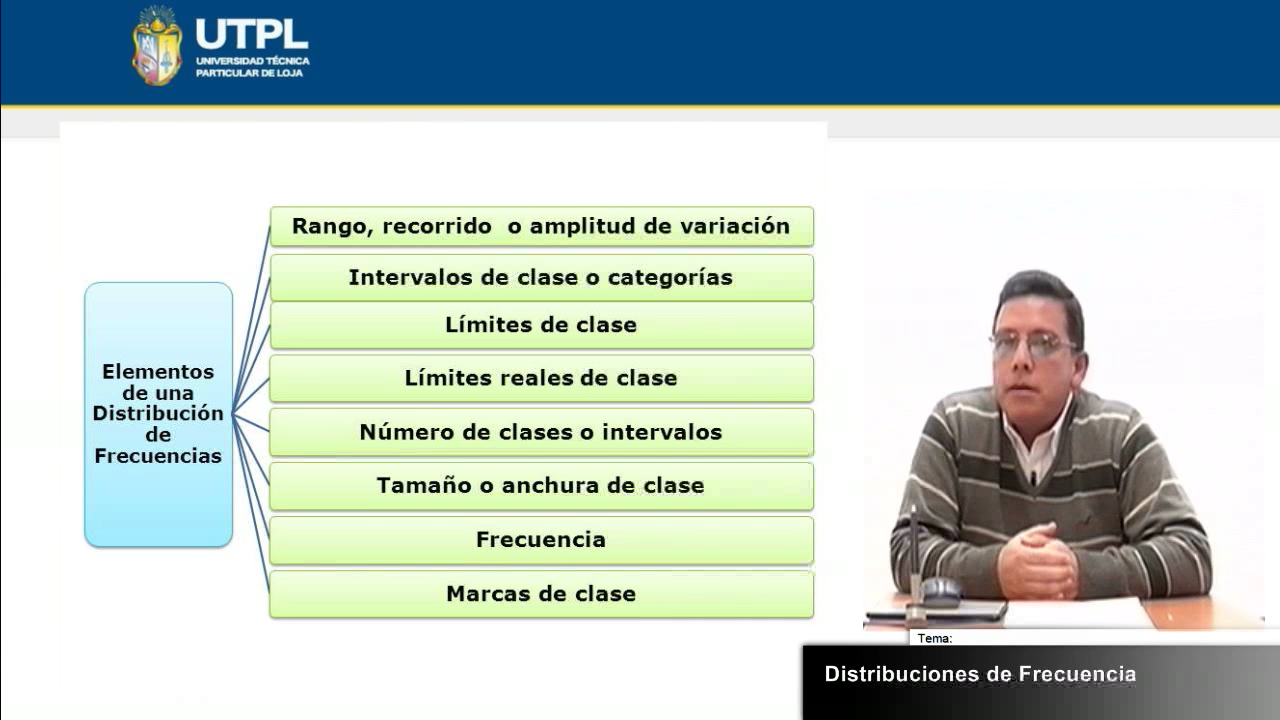 UTPL
UNIVERSIDAD TÉCNICA
PARTICULAR DE LOJA
Elementos
de una
Distribución
de
Frecuencias
Rango, recorrido o amplitud de variación
Intervalos de clase o categorías
Límites de clase
Límites reales de clase
Número de clases o intervalos
Tamaño o anchura de clase
Frecuencia
Marcas de clase
Tema:
Distribuciones de Frecuencia